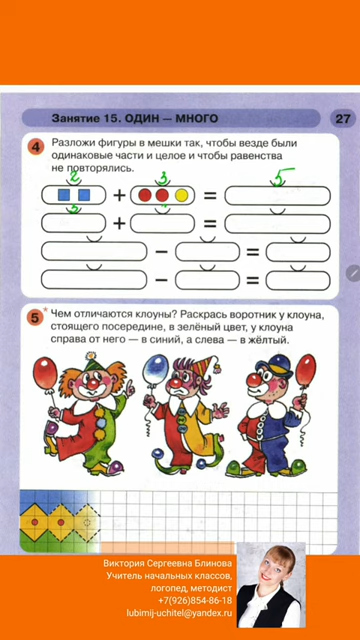 Занятие 15. ОДИН — МНОГО 27
4 Разложи фигуры в мешки так, чтобы везде были
одинаковые части и целое и чтобы равенства
не повторялись.
2 3 5
+ =
3
+ =
− =
− =
5* Чем отличаются клоуны? Раскрась воротник у клоуна,
стоящего посередине, в зелёный цвет, у клоуна
справа от него — в синий, а слева — в жёлтый.
Виктория Сергеевна Блинова
Учитель начальных классов,
логопед, методист
+7(926)854-86-18
lubimij-uchitel@yandex.ru